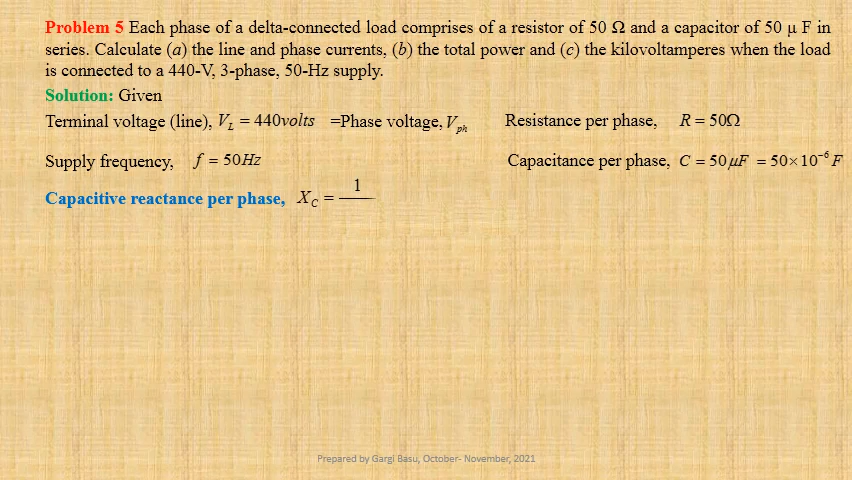 Problem 5 Each phase of a delta-connected load comprises of a resistor of 50 Ω and a capacitor of 50 μ F in
series. Calculate (a) the line and phase currents, (b) the total power and (c) the kilovoltamperes when the load
is connected to a 440-V, 3-phase, 50-Hz supply.
Solution: Given
Terminal voltage (line), V_L = 440volts =Phase voltage, V_ph Resistance per phase, R = 50Ω
Supply frequency, f = 50Hz Capacitance per phase, C = 50μF = 50×10⁻⁶ F
Capacitive reactance per phase, X_C = 1
Prepared by Gargi Basu, October- November, 2021